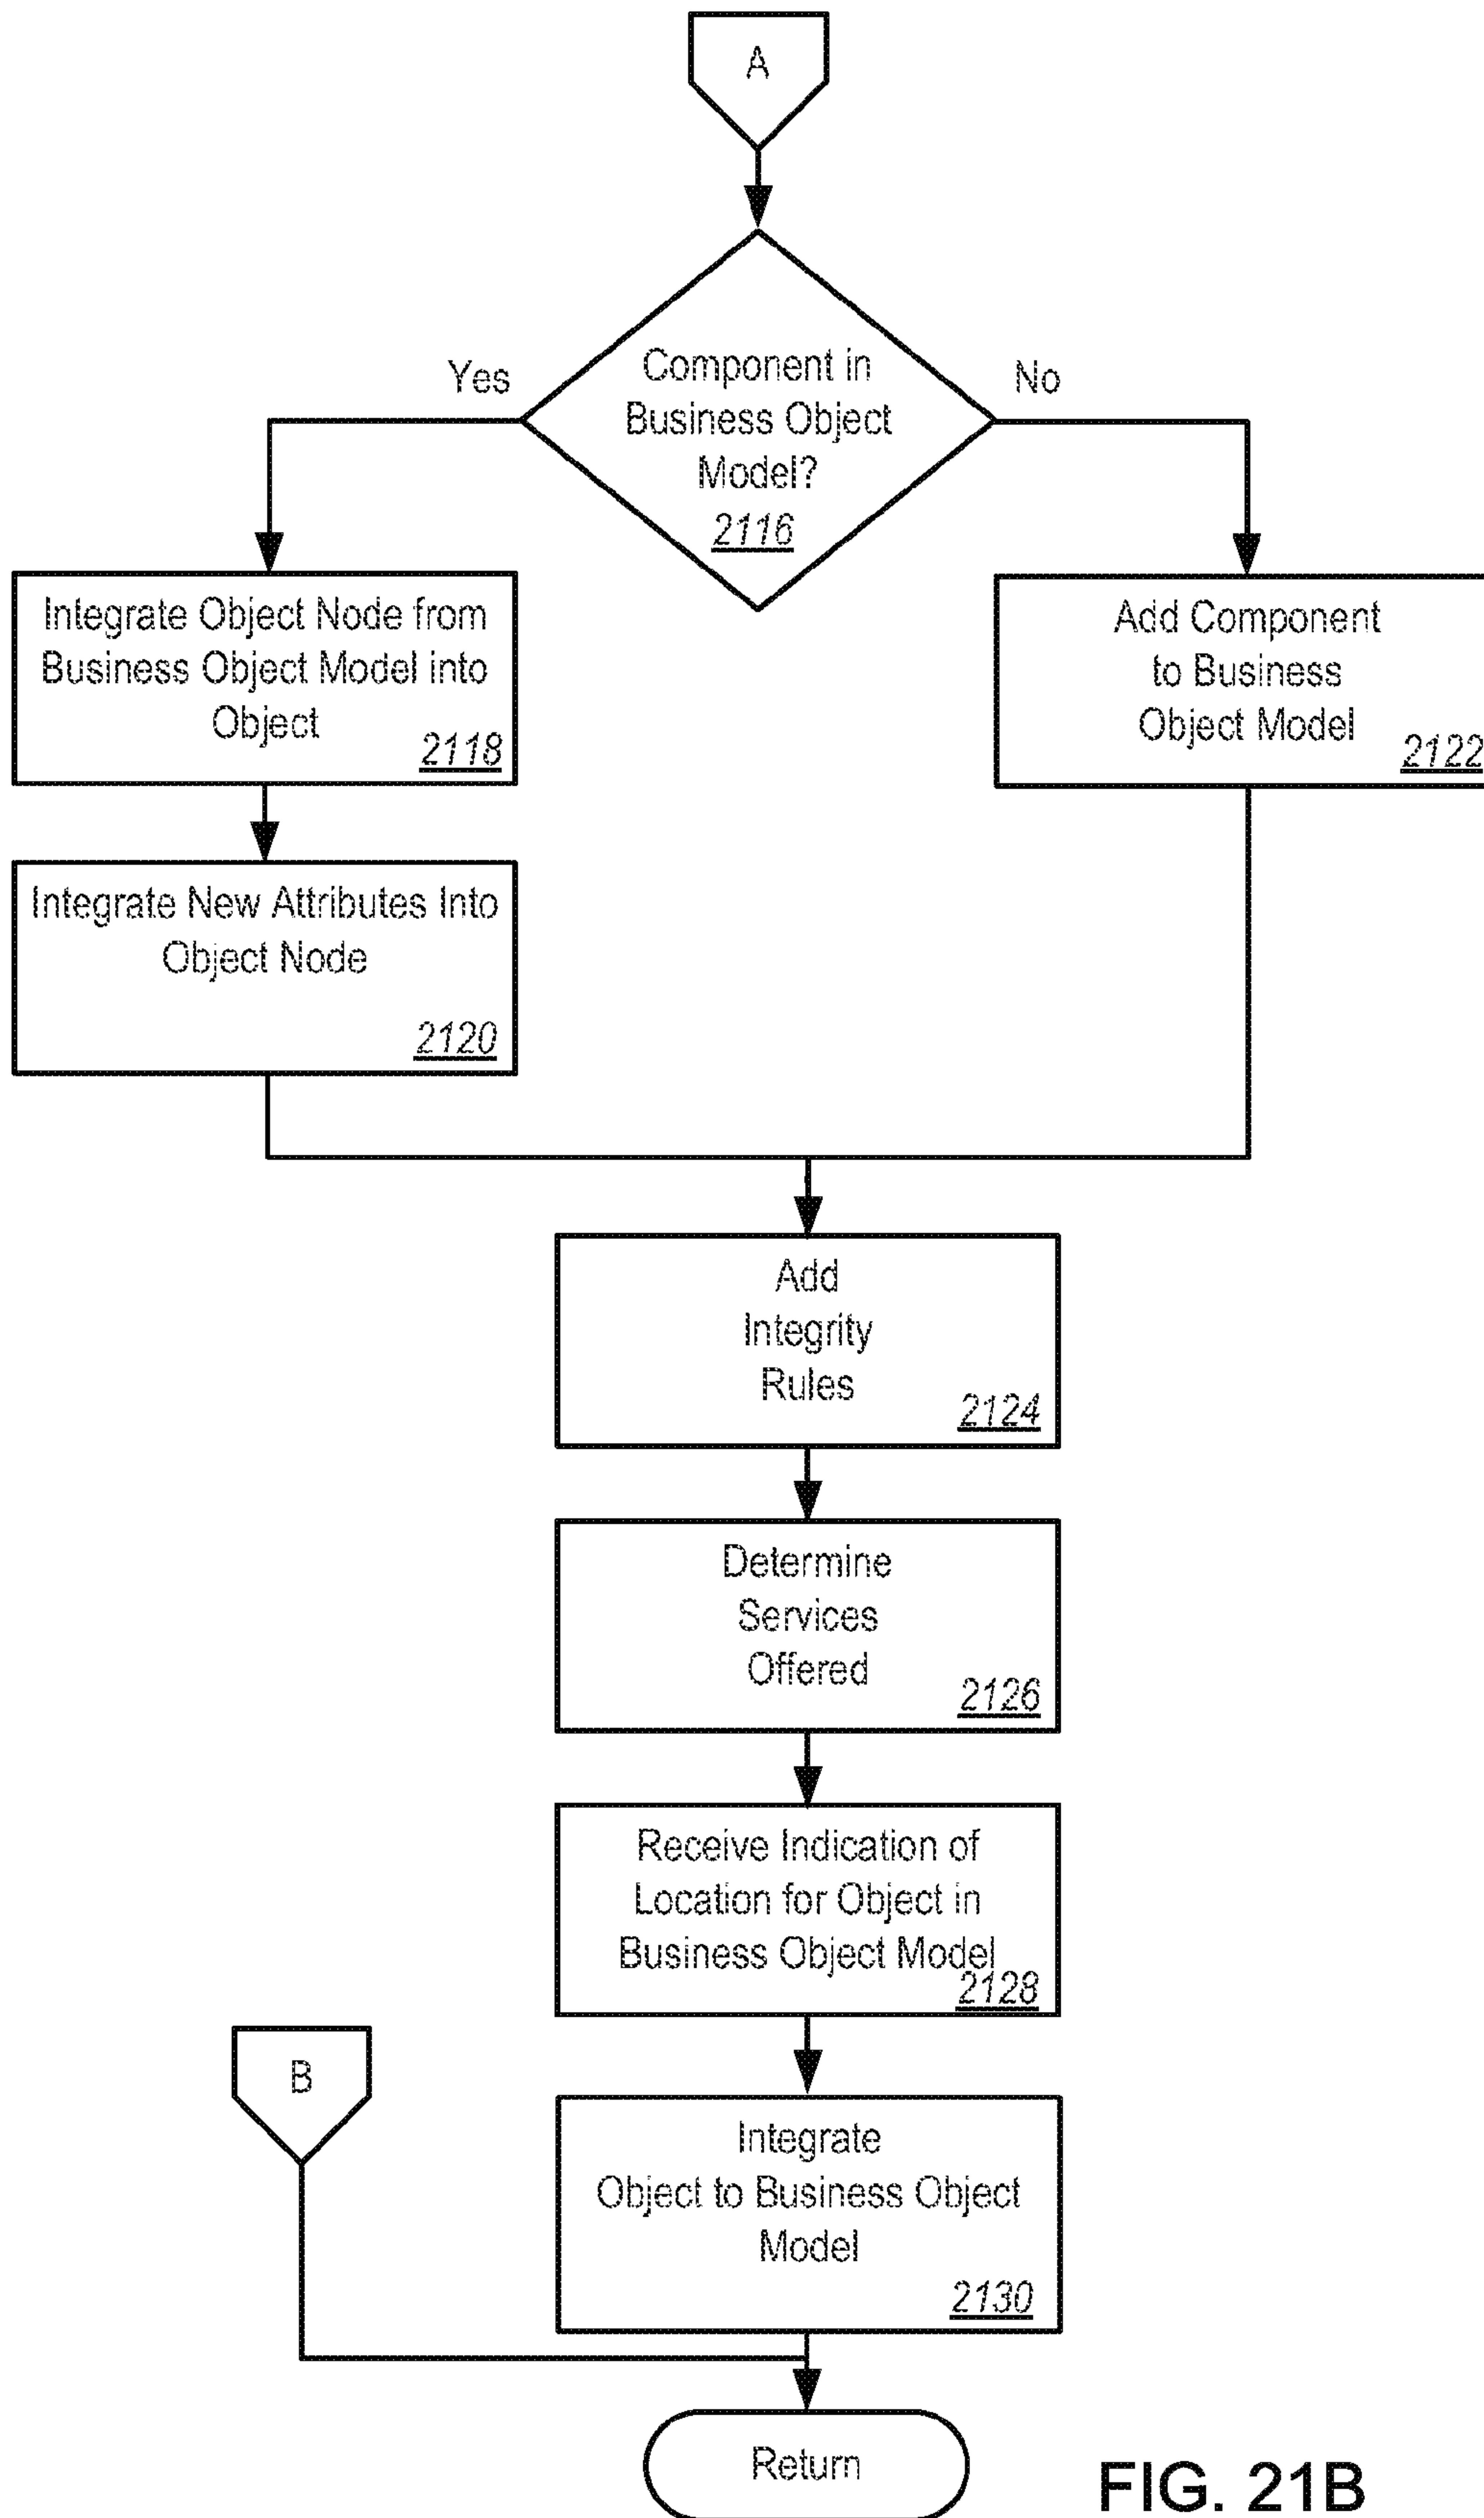 A
Yes
No
Component in
Business Object
Model?
2116
Integrate Object Node from
Business Object Model into
Object
2118
Add Component
to Business
Object Model
2122
Integrate New Attributes Into
Object Node
2120
Add
Integrity
Rules
2124
Determine
Services
Offered
2126
Receive Indication of
Location for Object in
Business Object Model
2128
B
Integrate
Object to Business Object
Model
2130
Return
FIG. 21B